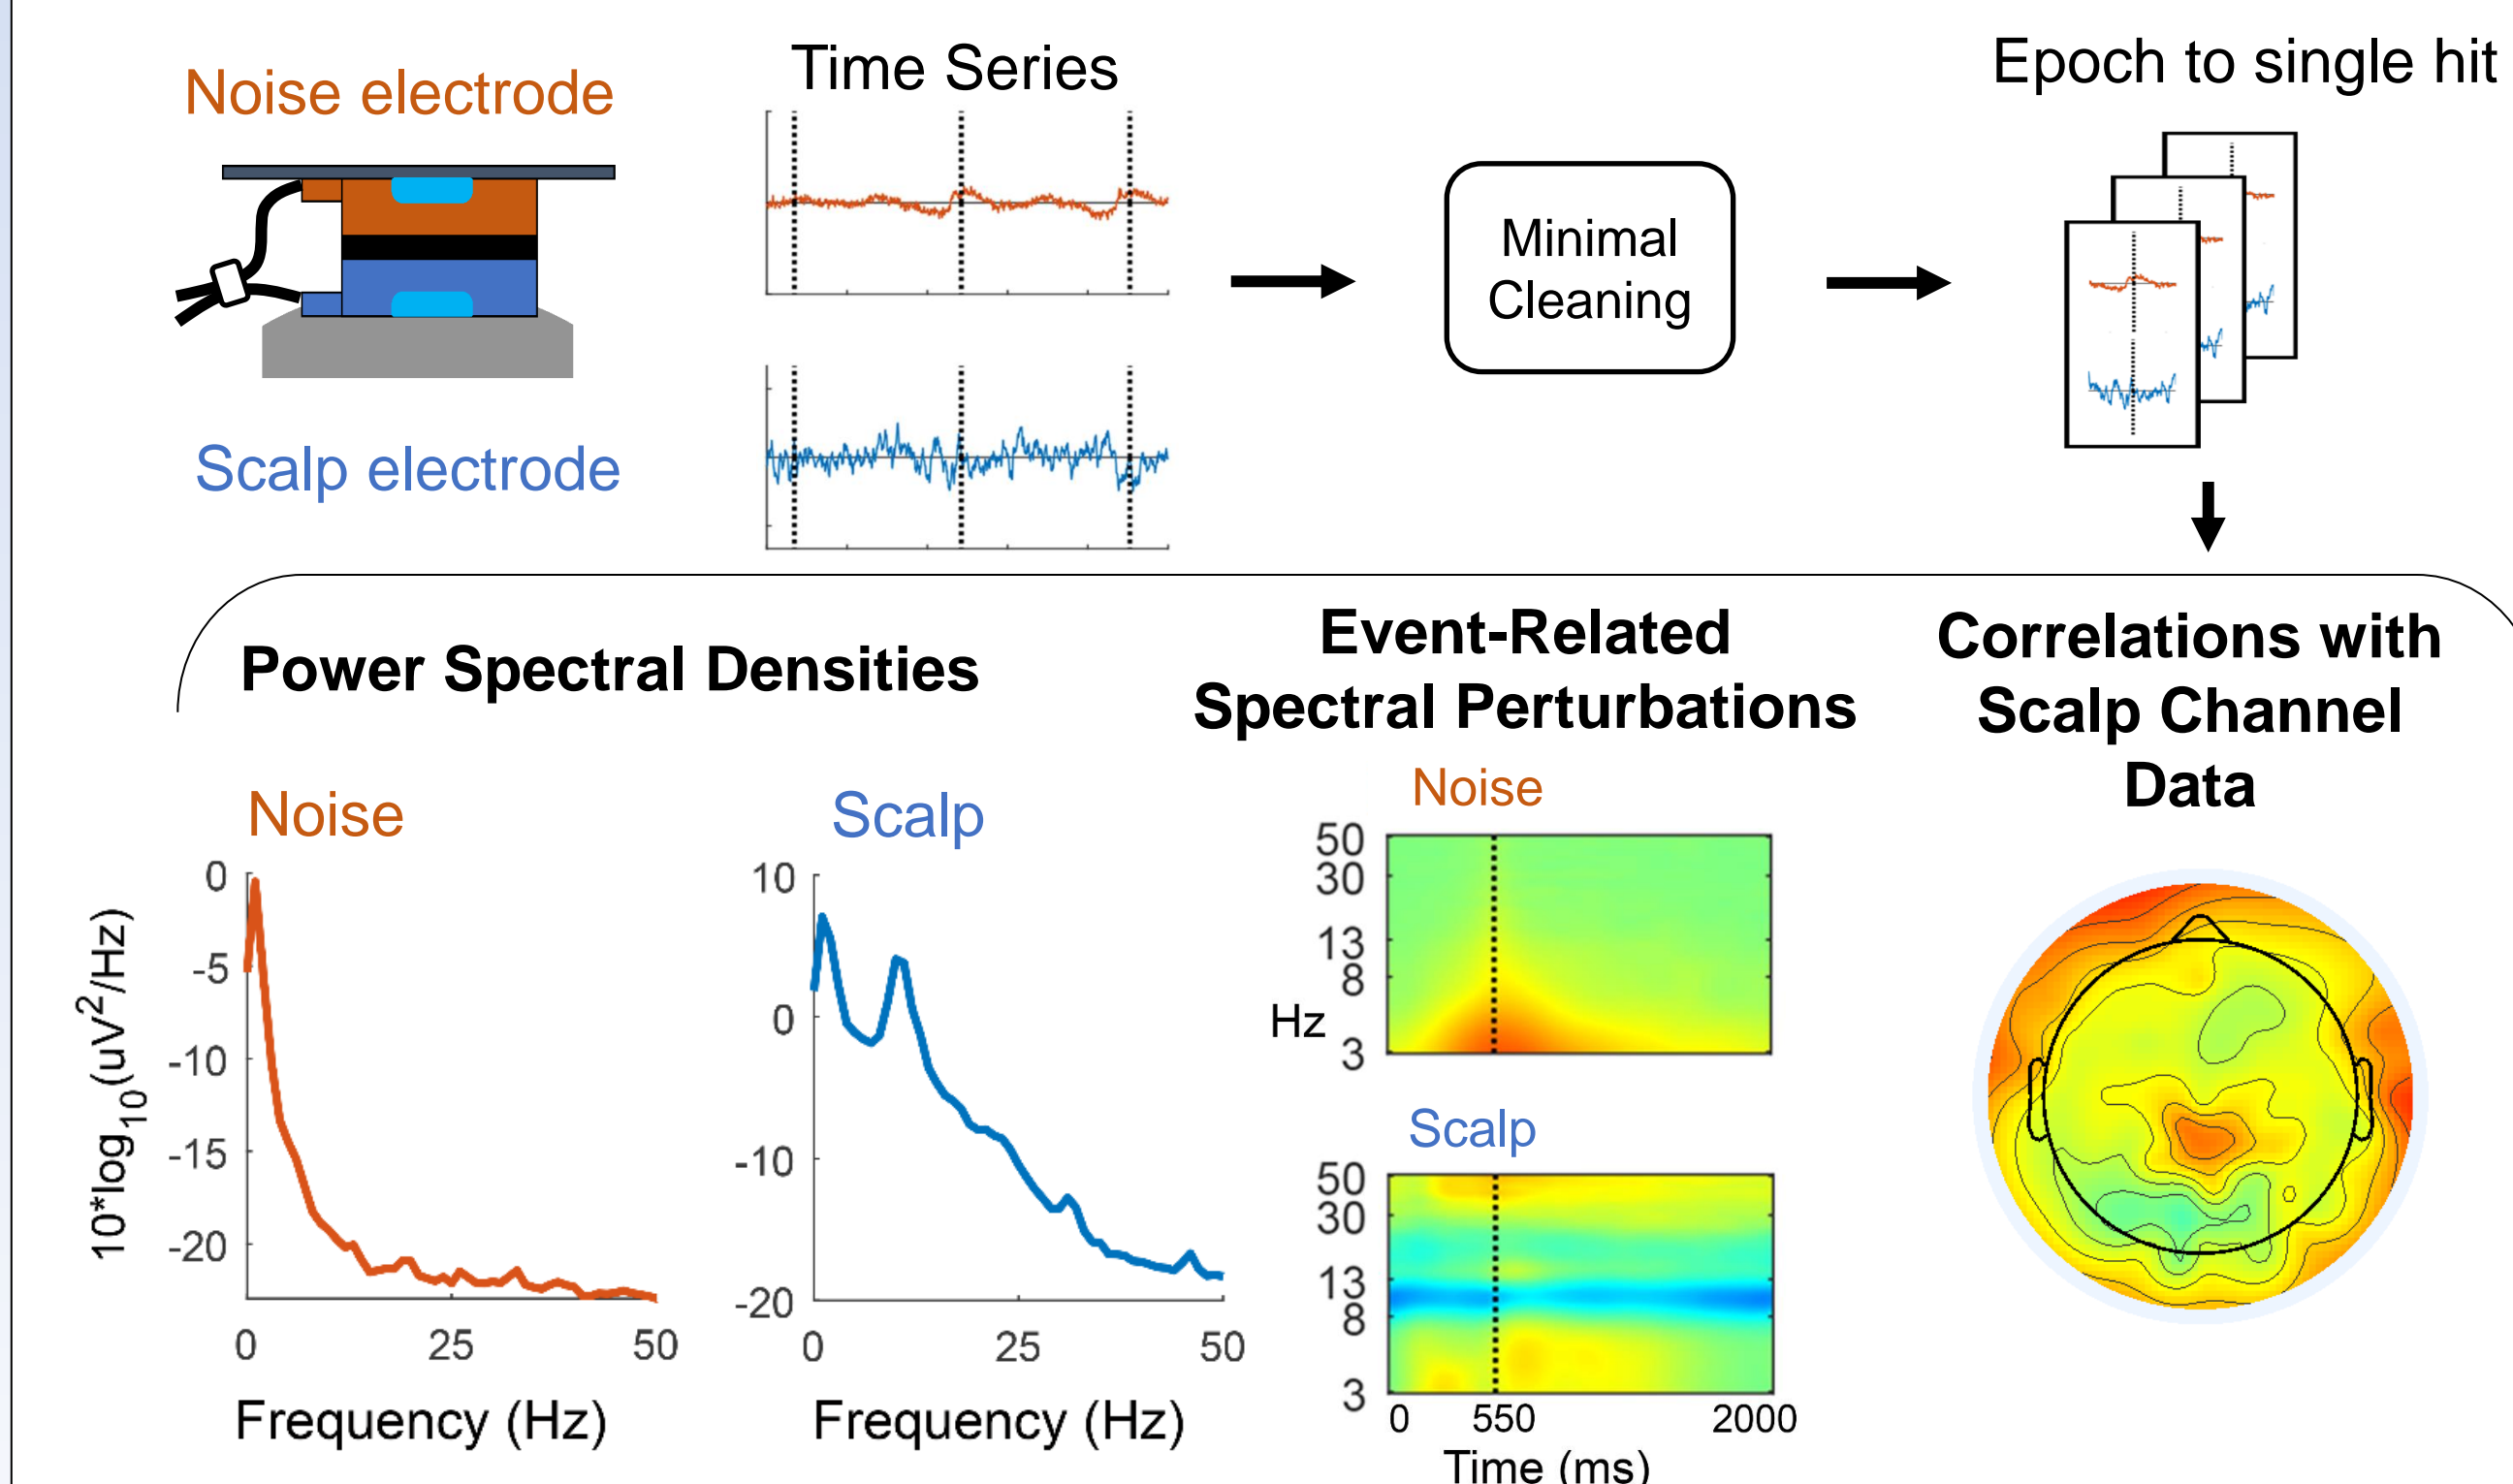 Noise electrode
Scalp electrode
Time Series
Minimal
Cleaning
Epoch to single hit
Power Spectral Densities
Noise
0
-5
-10
-15
-20
10*log10(uV2/Hz)
0 25 50
Frequency (Hz)
Scalp
10
0
-10
-20
0 25 50
Frequency (Hz)
Event-Related
Spectral Perturbations
Noise
50
30
13
8
3
Hz
Scalp
50
30
13
8
3
0 550 2000
Time (ms)
Correlations with
Scalp Channel
Data